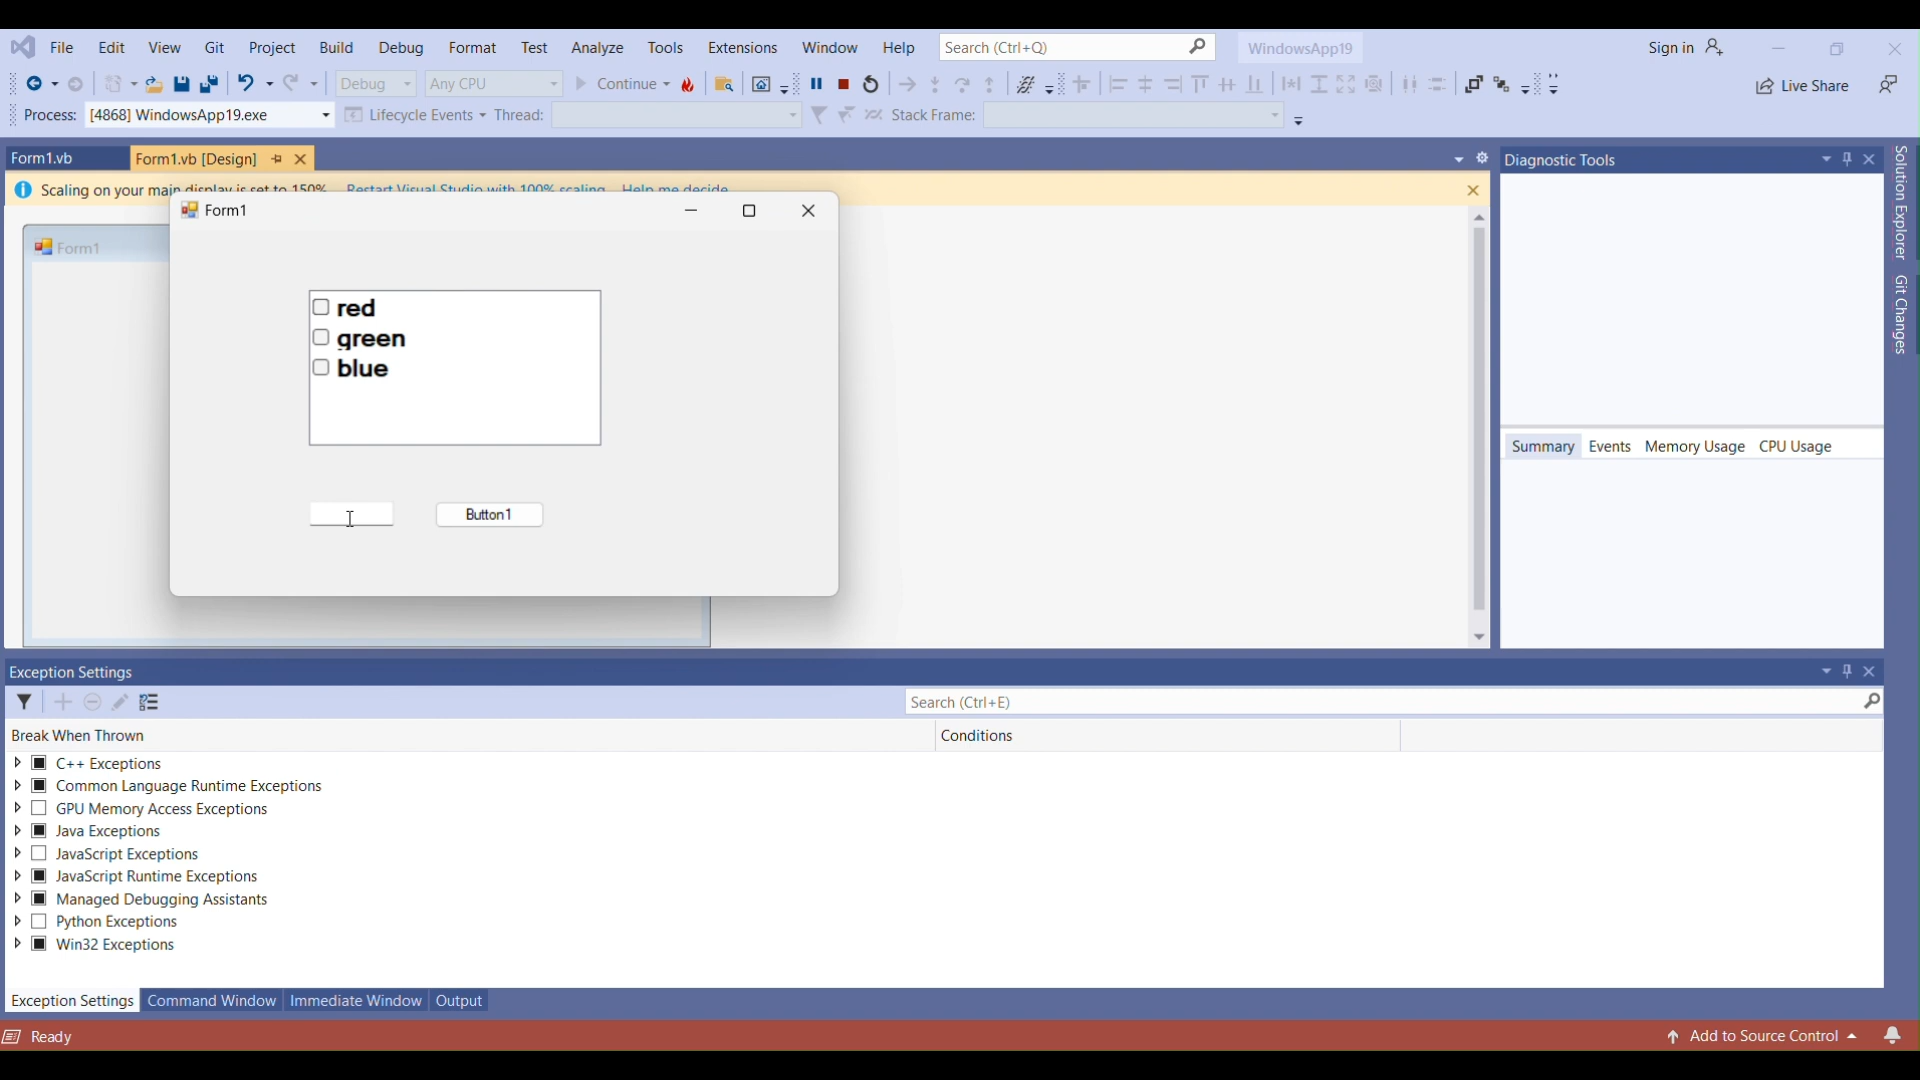 File Edit View Git Project Build Debug Format Test Analyze Tools Extensions Window Help Search (Ctrl+Q) WindowsApp19 Sign in
Debug Any CPU Continue Live Share
Process: [4868] WindowsApp19.exe Lifecycle Events Thread: Stack Frame:
Form1.vb Form1.vb [Design] Diagnostic Tools
Scaling on your main display is set to 150% Restart Visual Studio with 100% scaling Help me decide
Form1
Form1
red
green
blue
Button1
Summary Events Memory Usage CPU Usage
Solution Explorer
Git Changes
Exception Settings
Search (Ctrl+E)
Break When Thrown Conditions
C++ Exceptions
Common Language Runtime Exceptions
GPU Memory Access Exceptions
Java Exceptions
JavaScript Exceptions
JavaScript Runtime Exceptions
Managed Debugging Assistants
Python Exceptions
Win32 Exceptions
Exception Settings Command Window Immediate Window Output
Ready Add to Source Control